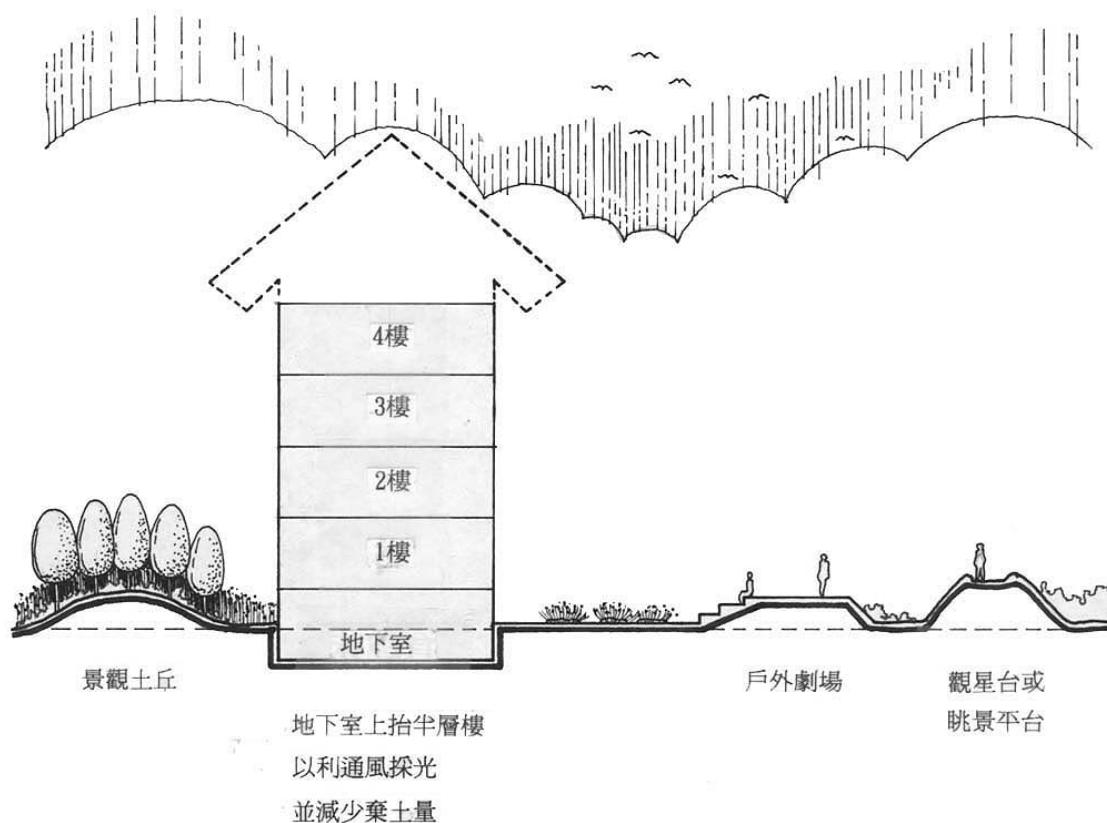 4樓
3樓
2樓
1樓
地下室
景觀土丘
戶外劇場
觀星台或
眺景平台
地下室上抬半層樓
以利通風採光
並減少棄土量